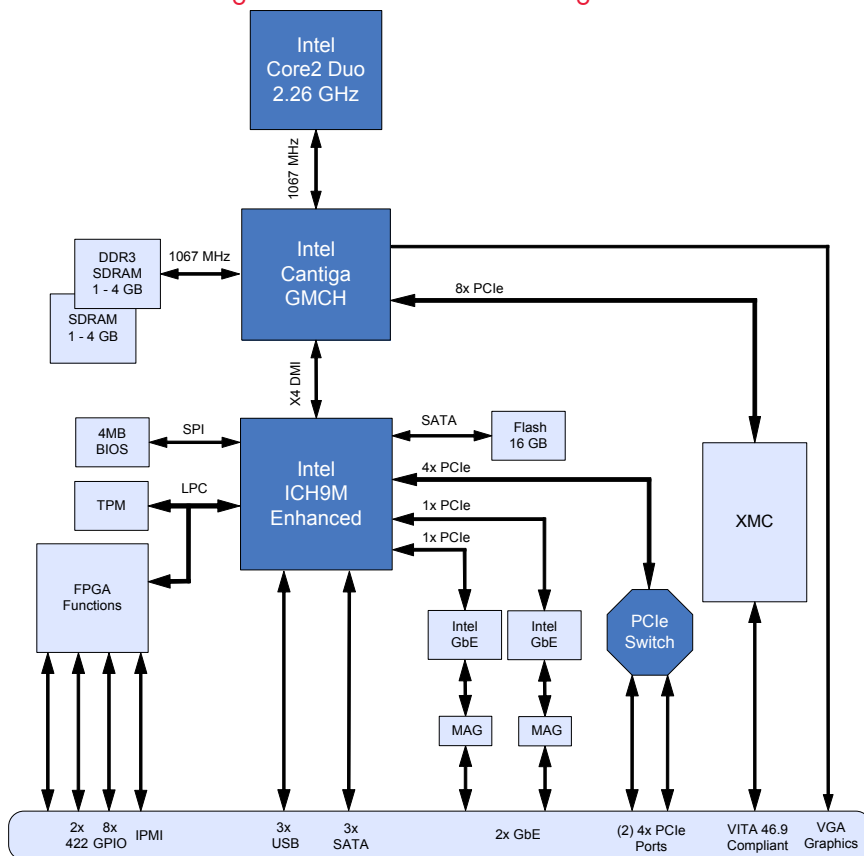 Intel
Core2 Duo
2.26 GHz
1067 MHz
Intel
Cantiga
GMCH
DDR3
SDRAM
1 - 4 GB
1067 MHz
SDRAM
1 - 4 GB
8x PCIe
X4 DMI
4MB
BIOS
SPI
Intel
ICH9M
Enhanced
SATA
Flash
16 GB
4x PCIe
TPM
LPC
1x PCIe
1x PCIe
XMC
FPGA
Functions
Intel
GbE
Intel
GbE
PCIe
Switch
MAG
MAG
2x
422
8x
GPIO
IPMI
3x
USB
3x
SATA
2x GbE
(2) 4x PCIe
Ports
VITA 46.9
Compliant
VGA
Graphics